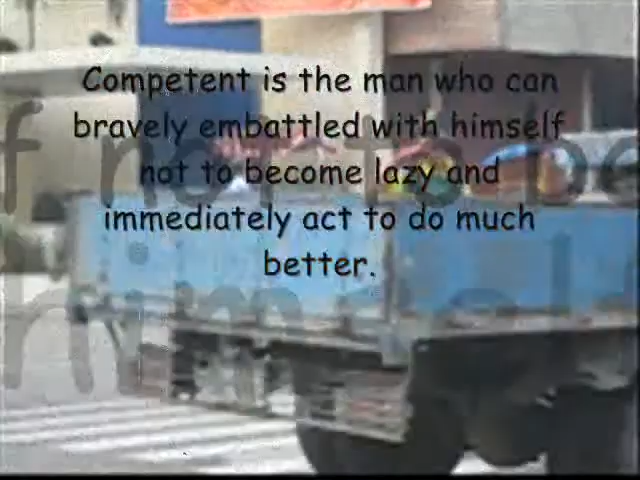 Competent is the man who can
bravely embattled with himself
not to become lazy and
immediately act to do much
better.